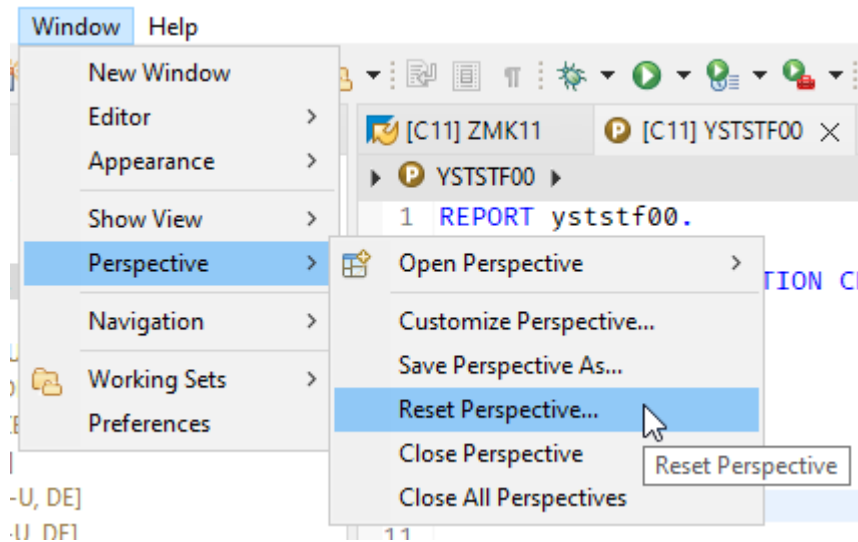 Window Help
New Window
Editor
Appearance
Show View
Perspective
Navigation
Working Sets
Preferences
[C11] ZMK11
[C11] YSTSTF00
YSTSTF00
1 REPORT yststf00.
Open Perspective
Customize Perspective...
Save Perspective As...
Reset Perspective...
Close Perspective
Close All Perspectives
Reset Perspective
-U, DE]
-U, DE]
11